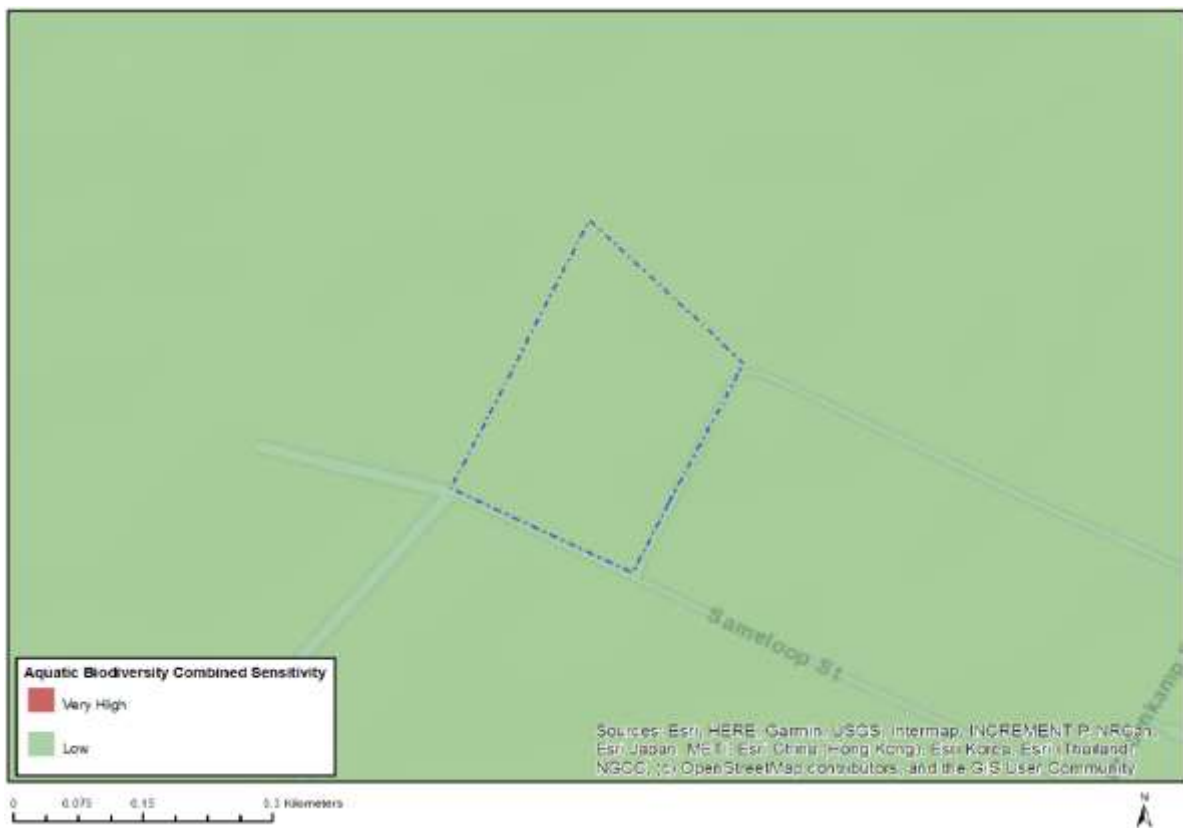 Sameloop St
Aquatic Biodiversity Combined Sensitivity
Very High
Low
Sources: Esri, HERE, Garmin, USGS, Intermap, INCREMENT P, NRCan,
Esri Japan, METI, Esri China (Hong Kong), Esri Korea, Esri (Thailand),
NGCC, (c) OpenStreetMap contributors, and the GIS User Community
0 0.075 0.15 0.3 Kilometers
N